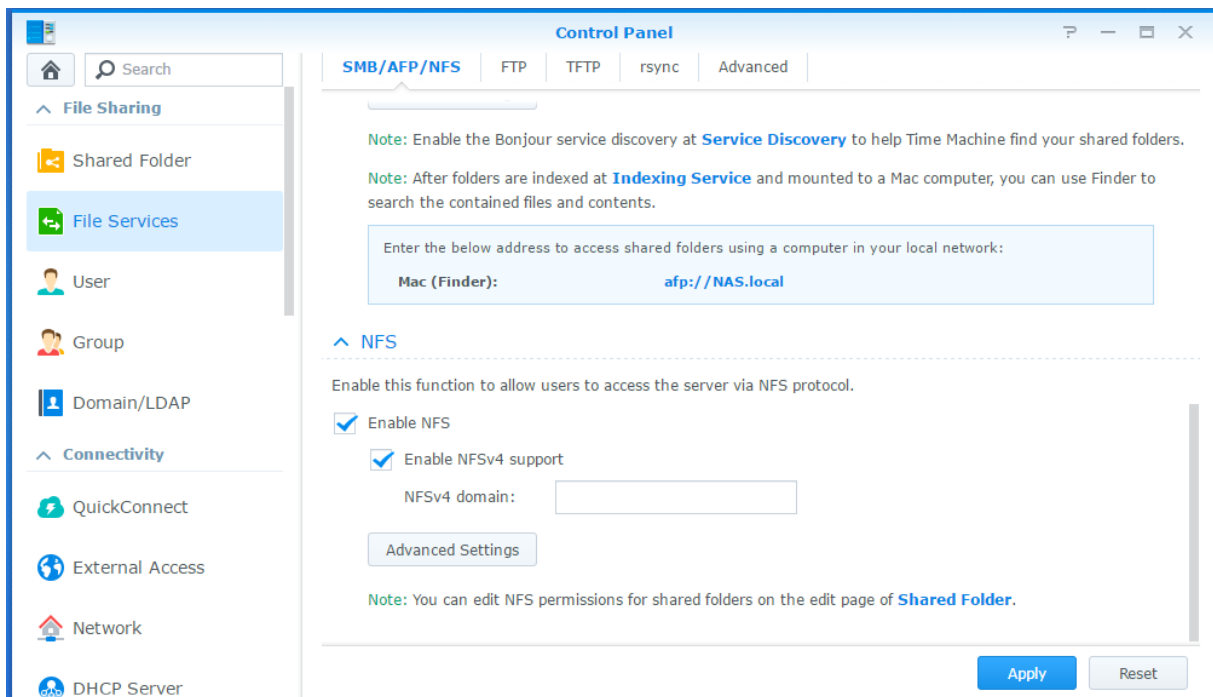 Control Panel
Search
File Sharing
Shared Folder
File Services
User
Group
Domain/LDAP
Connectivity
QuickConnect
External Access
Network
DHCP Server
SMB/AFP/NFS FTP TFTP rsync Advanced
Note: Enable the Bonjour service discovery at Service Discovery to help Time Machine find your shared folders.
Note: After folders are indexed at Indexing Service and mounted to a Mac computer, you can use Finder to
search the contained files and contents.
Enter the below address to access shared folders using a computer in your local network:
Mac (Finder): afp://NAS.local
NFS
Enable this function to allow users to access the server via NFS protocol.
Enable NFS
Enable NFSv4 support
NFSv4 domain:
Advanced Settings
Note: You can edit NFS permissions for shared folders on the edit page of Shared Folder.
Apply Reset